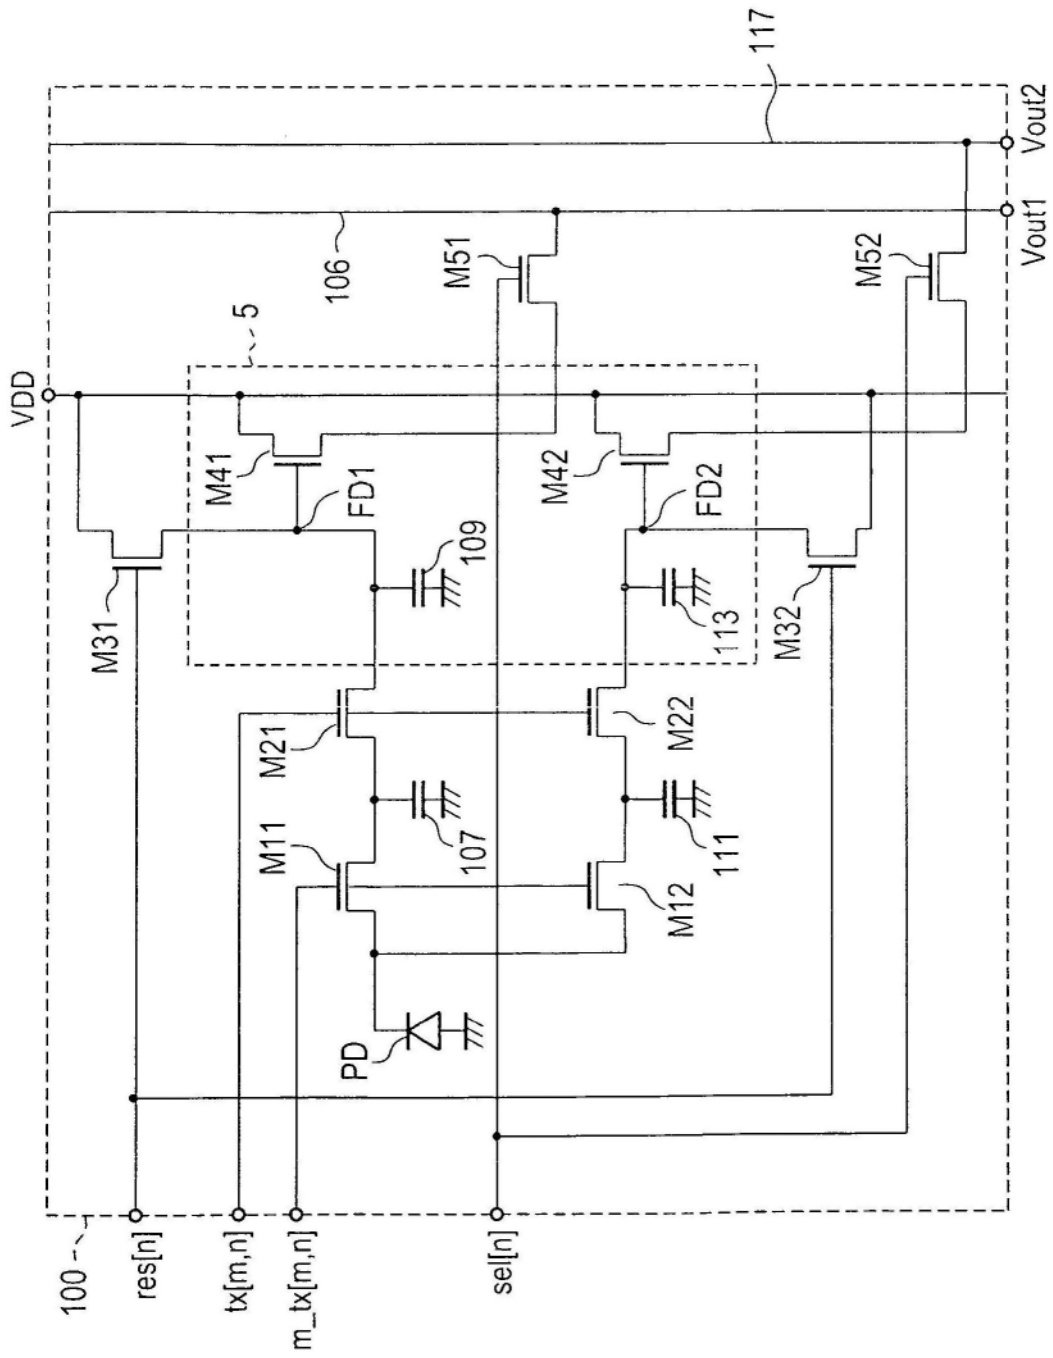 117
Vout2
Vout1
106
M51
M52
5
VDD
M41
FD1
M42
FD2
M31
109
113
M32
M21
M22
M11
107
111
M12
PD
100
res[n]
tx[m,n]
m_tx[m,n]
sel[n]